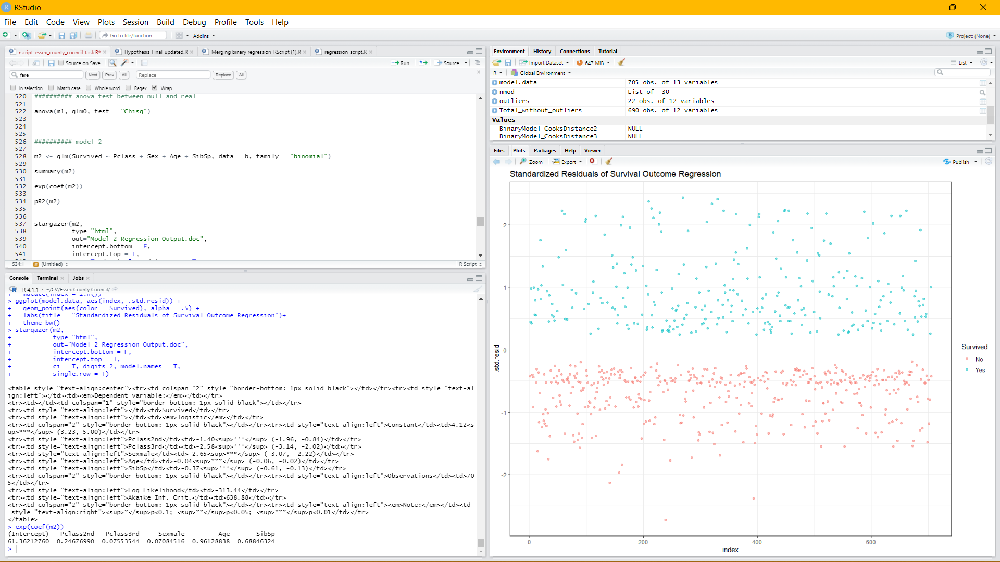 RStudio
File Edit Code View Plots Session Build Debug Profile Tools Help
Go to file/function Addins Project: (None)
rscript-essex_county_council-task.R* Hypothesis_Final_updated.R Merging binary regression_RScript (1).R regression_script.R
Source on Save Run Source
fare Next Prev All Replace Replace All
In selection Match case Whole word Regex Wrap
520 ########## anova test between null and real
521
522 anova(m1, glm0, test = "Chisq")
523
524
525
526 ########## model 2
527
528 m2 <- glm(Survived ~ Pclass + Sex + Age + SibSp, data = b, family = "binomial")
529
530 summary(m2)
531
532 exp(coef(m2))
533
534 pR2(m2)
535
536
537 stargazer(m2,
538 type="html",
539 out="Model 2 Regression Output.doc",
540 intercept.bottom = F,
541 intercept.top = T,
534:1 (Untitled) R Script
Console Terminal Jobs
R 4.1.1 · ~/CV/Essex County Council/
+ mutate(index = 1:n())
> ggplot(model.data, aes(index, .std.resid)) +
+ geom_point(aes(color = Survived), alpha = .5) +
+ labs(title = "Standardized Residuals of Survival Outcome Regression")+
+ theme_bw()
> stargazer(m2,
+ type="html",
+ out="Model 2 Regression Output.doc",
+ intercept.bottom = F,
+ intercept.top = T,
+ ci = T, digits=2, model.names = T,
+ single.row = T)
<table style="text-align:center"><tr><td colspan="2" style="border-bottom: 1px solid black"></td></tr><tr><td style="text-al
ign:left"></td><td><em>Dependent variable:</em></td></tr>
<tr><td></td><td colspan="1" style="border-bottom: 1px solid black"></td></tr>
<tr><td style="text-align:left"></td><td>Survived</td></tr>
<tr><td style="text-align:left"></td><td><em>logistic</em></td></tr>
<tr><td colspan="2" style="border-bottom: 1px solid black"></td></tr><tr><td style="text-align:left">Constant</td><td>4.12<s
up>***</sup> (3.23, 5.00)</td></tr>
<tr><td style="text-align:left">Pclass2nd</td><td>-1.40<sup>***</sup> (-1.96, -0.84)</td></tr>
<tr><td style="text-align:left">Pclass3rd</td><td>-2.58<sup>***</sup> (-3.14, -2.02)</td></tr>
<tr><td style="text-align:left">Sexmale</td><td>-2.65<sup>***</sup> (-3.07, -2.22)</td></tr>
<tr><td style="text-align:left">Age</td><td>-0.04<sup>***</sup> (-0.06, -0.02)</td></tr>
<tr><td style="text-align:left">SibSp</td><td>-0.37<sup>***</sup> (-0.61, -0.13)</td></tr>
<tr><td colspan="2" style="border-bottom: 1px solid black"></td></tr><tr><td style="text-align:left">Observations</td><td>70
5</td></tr>
<tr><td style="text-align:left">Log Likelihood</td><td>-313.44</td></tr>
<tr><td style="text-align:left">Akaike Inf. Crit.</td><td>638.88</td></tr>
<tr><td colspan="2" style="border-bottom: 1px solid black"></td></tr><tr><td style="text-align:left"><em>Note:</em></td><td
style="text-align:right"><sup>*</sup>p<0.1; <sup>**</sup>p<0.05; <sup>***</sup>p<0.01</td></tr>
</table>
> exp(coef(m2))
(Intercept) Pclass2nd Pclass3rd Sexmale Age SibSp
61.36212760 0.24676990 0.07553544 0.07084516 0.96128838 0.68846324
>
Environment History Connections Tutorial
Import Dataset 647 MiB List
R Global Environment
model.data 705 obs. of 13 variables
nmod List of 30
outliers 22 obs. of 12 variables
Total_without_outliers 690 obs. of 12 variables
Values
BinaryModel_CooksDistance2 NULL
BinaryModel_CooksDistance3 NULL
Files Plots Packages Help Viewer
Zoom Export Publish
Standardized Residuals of Survival Outcome Regression
2
1
0
-1
-2
.std.resid
0 200 400 600
index
Survived
No
Yes